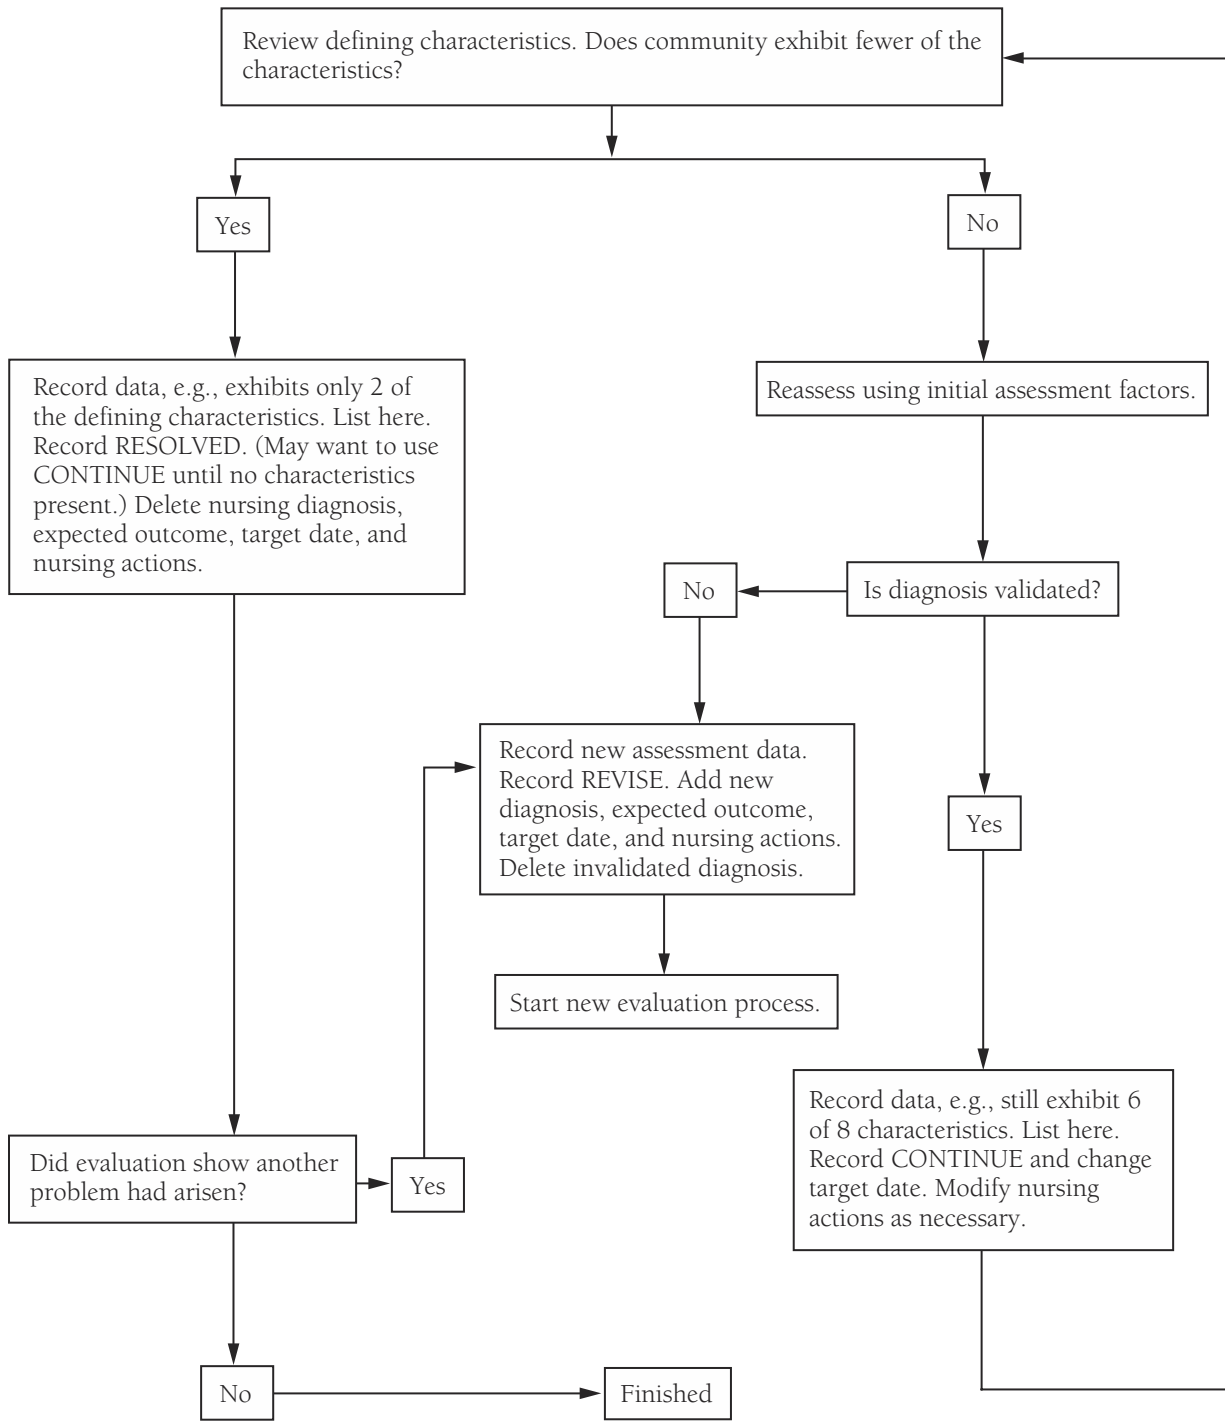 Review defining characteristics. Does community exhibit fewer of the
characteristics?
Yes
No
Record data, e.g., exhibits only 2 of
the defining characteristics. List here.
Record RESOLVED. (May want to use
CONTINUE until no characteristics
present.) Delete nursing diagnosis,
expected outcome, target date, and
nursing actions.
Reassess using initial assessment factors.
No
Is diagnosis validated?
Record new assessment data.
Record REVISE. Add new
diagnosis, expected outcome,
target date, and nursing actions.
Delete invalidated diagnosis.
Yes
Start new evaluation process.
Record data, e.g., still exhibit 6
of 8 characteristics. List here.
Record CONTINUE and change
target date. Modify nursing
actions as necessary.
Did evaluation show another
problem had arisen?
Yes
No
Finished